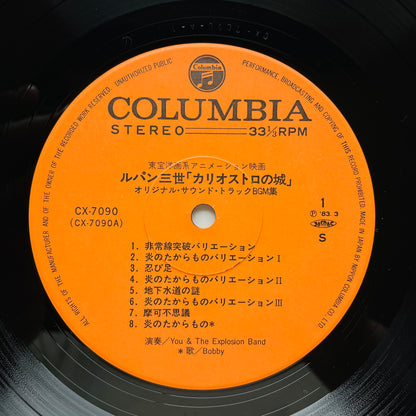 ALL RIGHTS OF THE MANUFACTURER AND OF THE OWNER OF THE RECORDED WORK RESERVED. UNAUTHORIZED PUBLIC PERFORMANCE, BROADCASTING AND COPYING OF THIS RECORD PROHIBITED. MADE IN JAPAN BY NIPPON COLUMBIA CO., LTD.
Columbia
COLUMBIA
STEREO 33⅓RPM
東宝洋画系アニメーション映画
ルパン三世「カリオストロの城」
オリジナル・サウンド・トラックBGM集
CX-7090
(CX-7090A)
1
Ⓟ '83. 3
S
1. 非常線突破バリエーション
2. 炎のたからものバリエーションⅠ
3. 忍び足
4. 炎のたからものバリエーションⅡ
5. 地下水道の謎
6. 炎のたからものバリエーションⅢ
7. 摩可不思議
8. 炎のたからもの*
演奏/You & The Explosion Band
*歌/Bobby